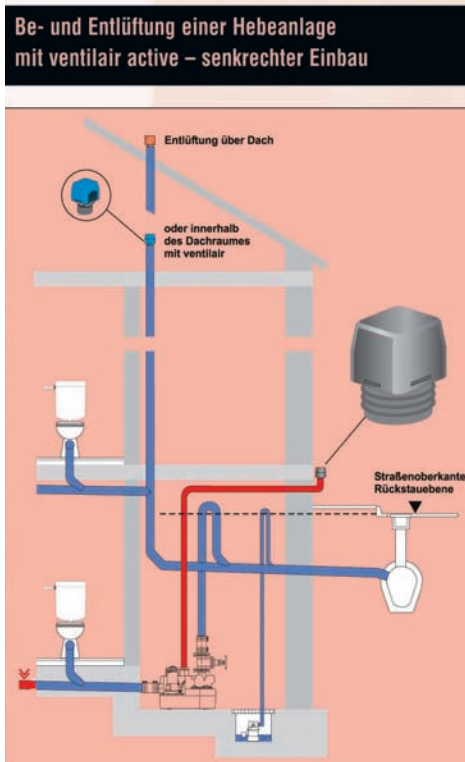 Be- und Entlüftung einer Hebeanlage
mit ventilair active – senkrechter Einbau
Entlüftung über Dach
oder innerhalb
des Dachraumes
mit ventilair
Straßenoberkante
Rückstauebene